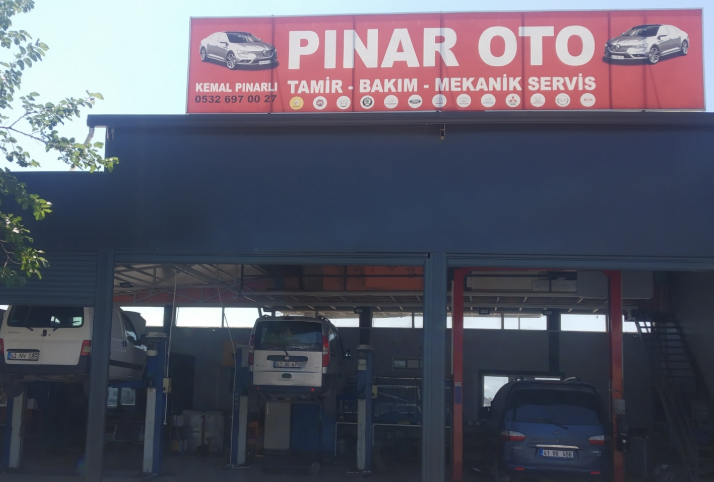 PINAR OTO
KEMAL PINARLI
0532 697 00 27
TAMİR - BAKIM - MEKANİK SERVİS